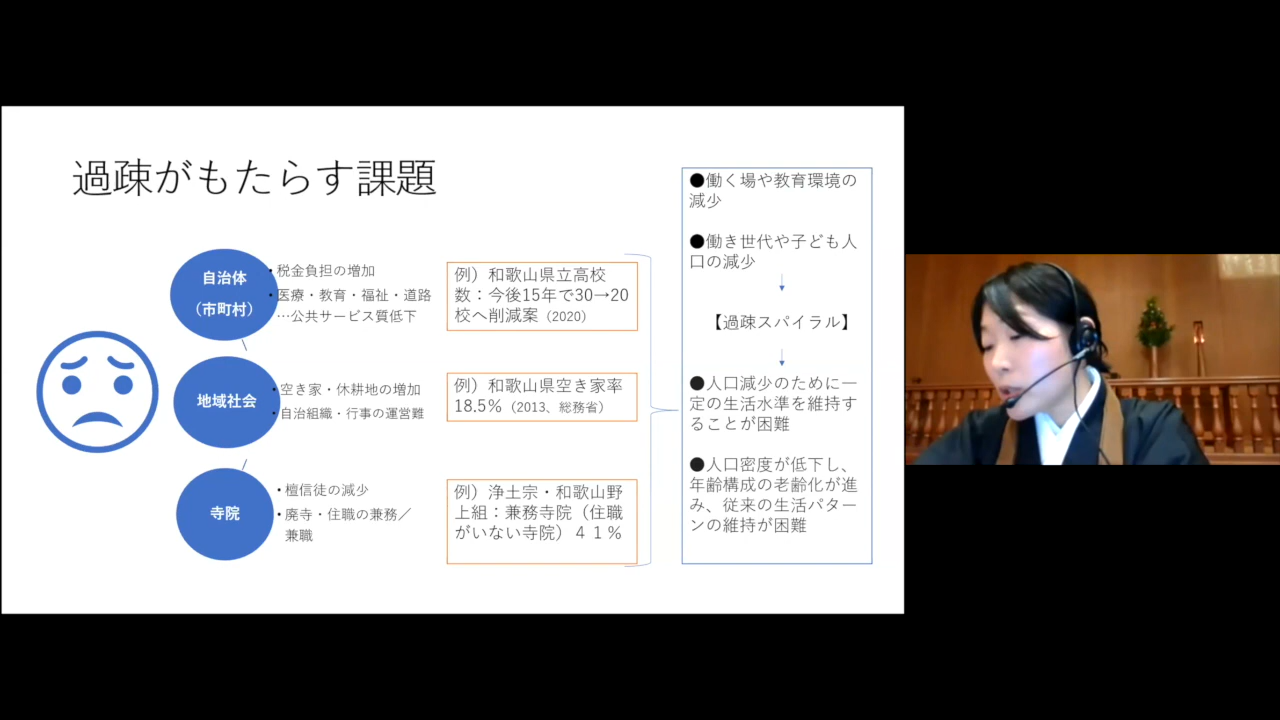 過疎がもたらす課題
自治体
（市町村）
• 税金負担の増加
• 医療・教育・福祉・道路
…公共サービス質低下
例）和歌山県立高校
数：今後15年で30→20
校へ削減案（2020）
地域社会
• 空き家・休耕地の増加
• 自治組織・行事の運営難
例）和歌山県空き家率
18.5％（2013、総務省）
寺院
• 檀信徒の減少
• 廃寺・住職の兼務／
兼職
例）浄土宗・和歌山野
上組：兼務寺院（住職
がいない寺院）４１％
●働く場や教育環境の
減少
●働き世代や子ども人
口の減少
↓
【過疎スパイラル】
↓
●人口減少のために一
定の生活水準を維持す
ることが困難
●人口密度が低下し、
年齢構成の老齢化が進
み、従来の生活パター
ンの維持が困難